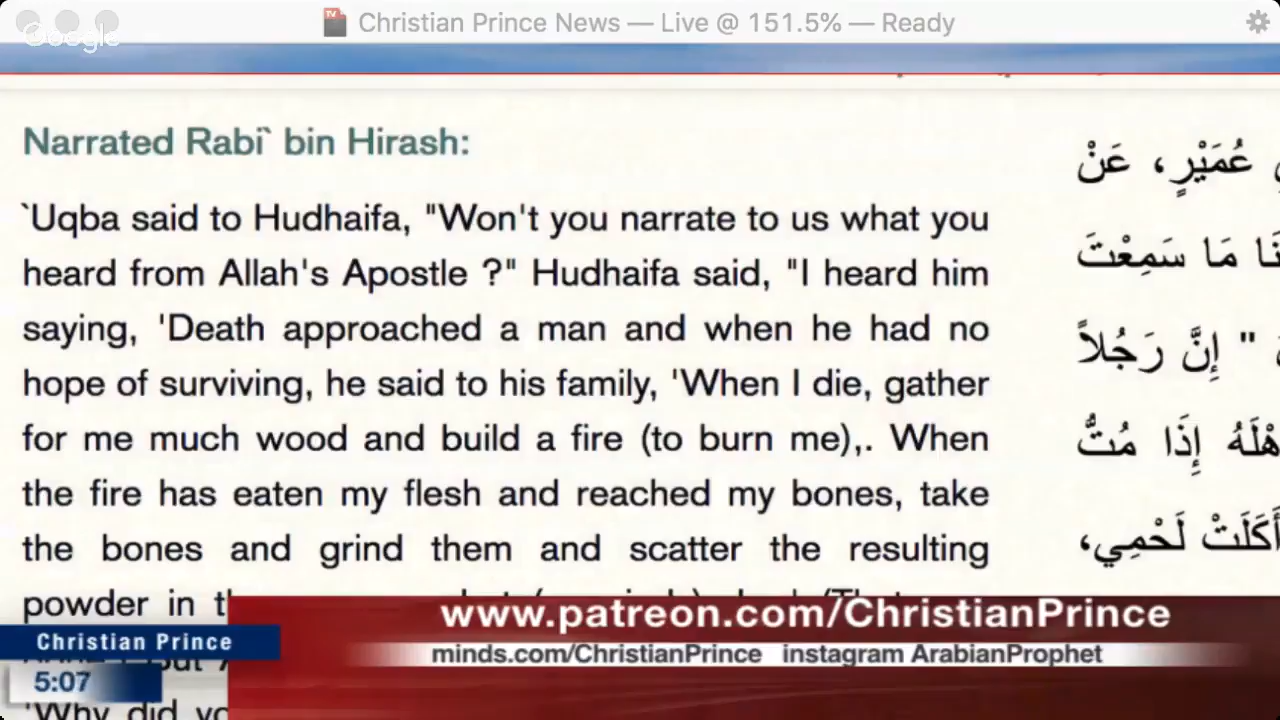 Christian Prince News — Live @ 151.5% — Ready
Google
Narrated Rabi` bin Hirash:
`Uqba said to Hudhaifa, "Won't you narrate to us what you
heard from Allah's Apostle ?" Hudhaifa said, "I heard him
saying, 'Death approached a man and when he had no
hope of surviving, he said to his family, 'When I die, gather
for me much wood and build a fire (to burn me),. When
the fire has eaten my flesh and reached my bones, take
the bones and grind them and scatter the resulting
powder in
'Why did
عُمَيْرٍ، عَنْ
مَا سَمِعْتَ
" إِنَّ رَجُلاً
إِذَا مُتُّ
أَكَلَتْ لَحْمِي،
www.patreon.com/ChristianPrince
Christian Prince
minds.com/ChristianPrince instagram ArabianProphet
5:07